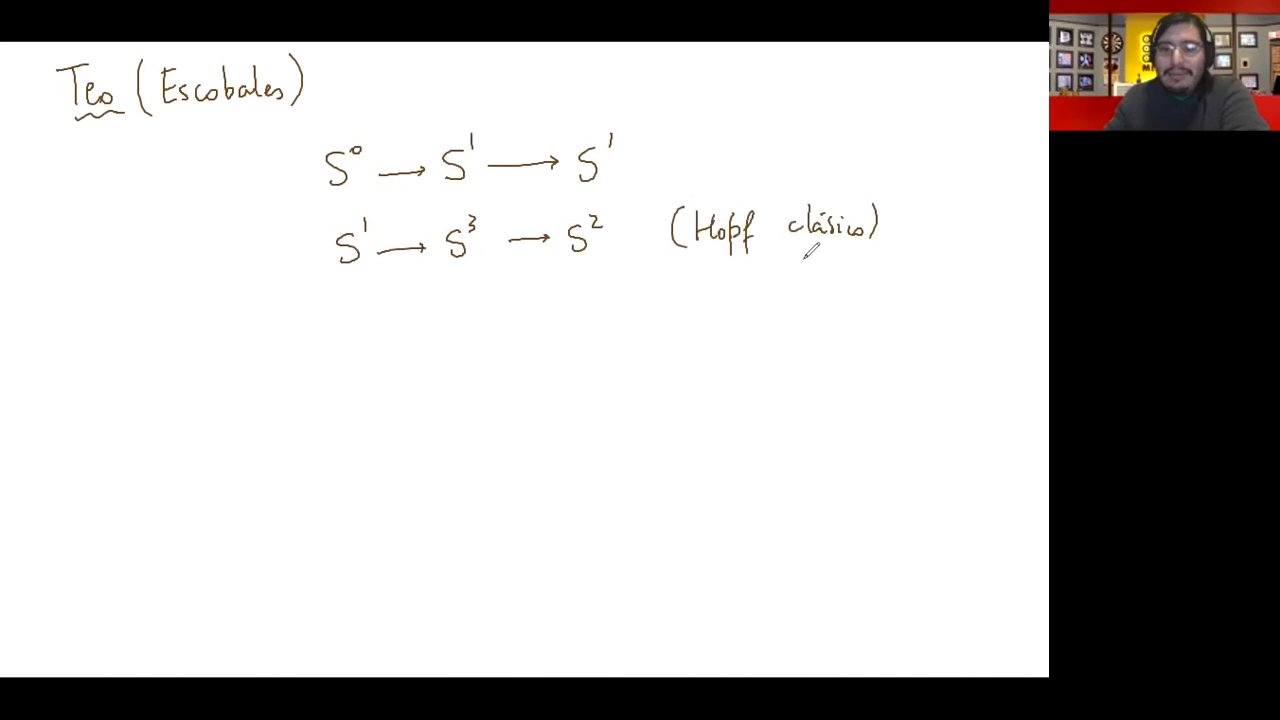 Teo (Escobales)
S⁰ → S¹ → S¹
S¹ → S³ → S² (Hopf clásico)